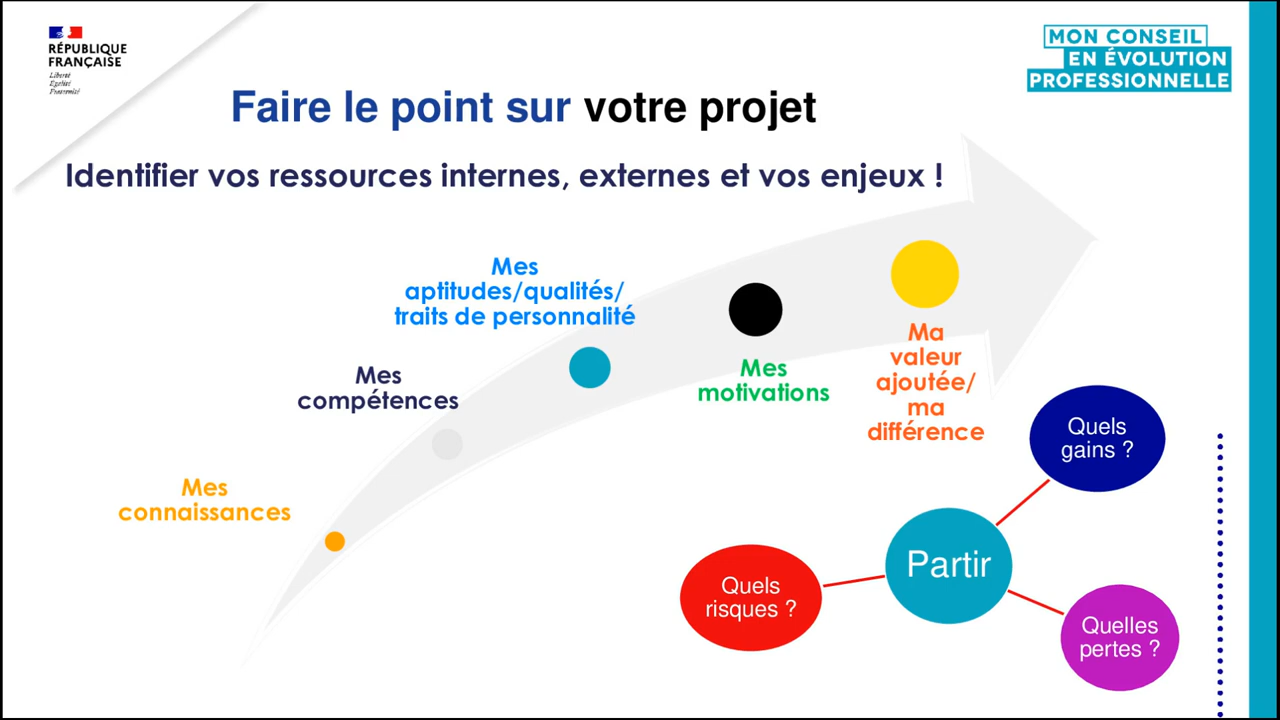 RÉPUBLIQUE
FRANÇAISE
Liberté
Égalité
Fraternité
MON CONSEIL
EN ÉVOLUTION
PROFESSIONNELLE
Faire le point sur votre projet
Identifier vos ressources internes, externes et vos enjeux !
Mes
aptitudes/qualités/
traits de personnalité
Mes
compétences
Mes
connaissances
Mes
motivations
Ma
valeur
ajoutée/
ma
différence
Quels
gains ?
Partir
Quels
risques ?
Quelles
pertes ?